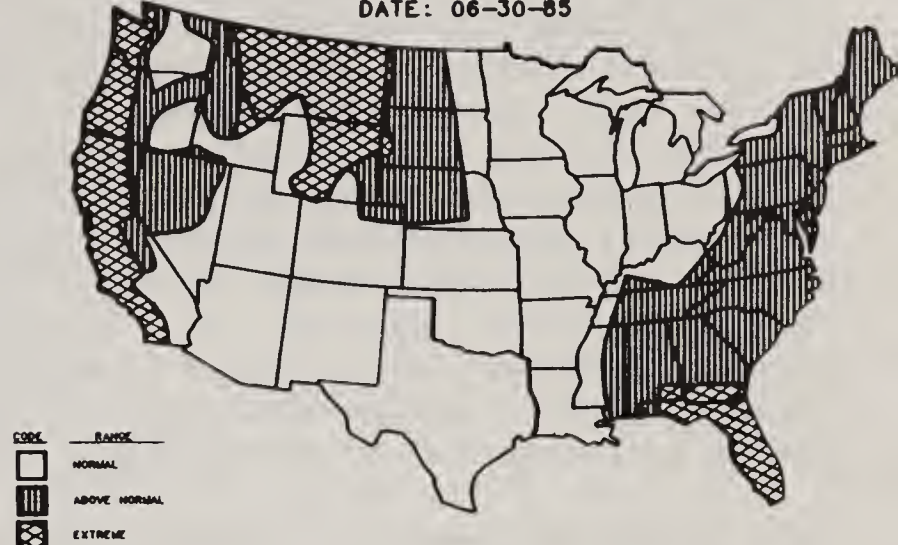 DATE: 06-30-85
CODE RANGE
NORMAL
ABOVE NORMAL
EXTREME